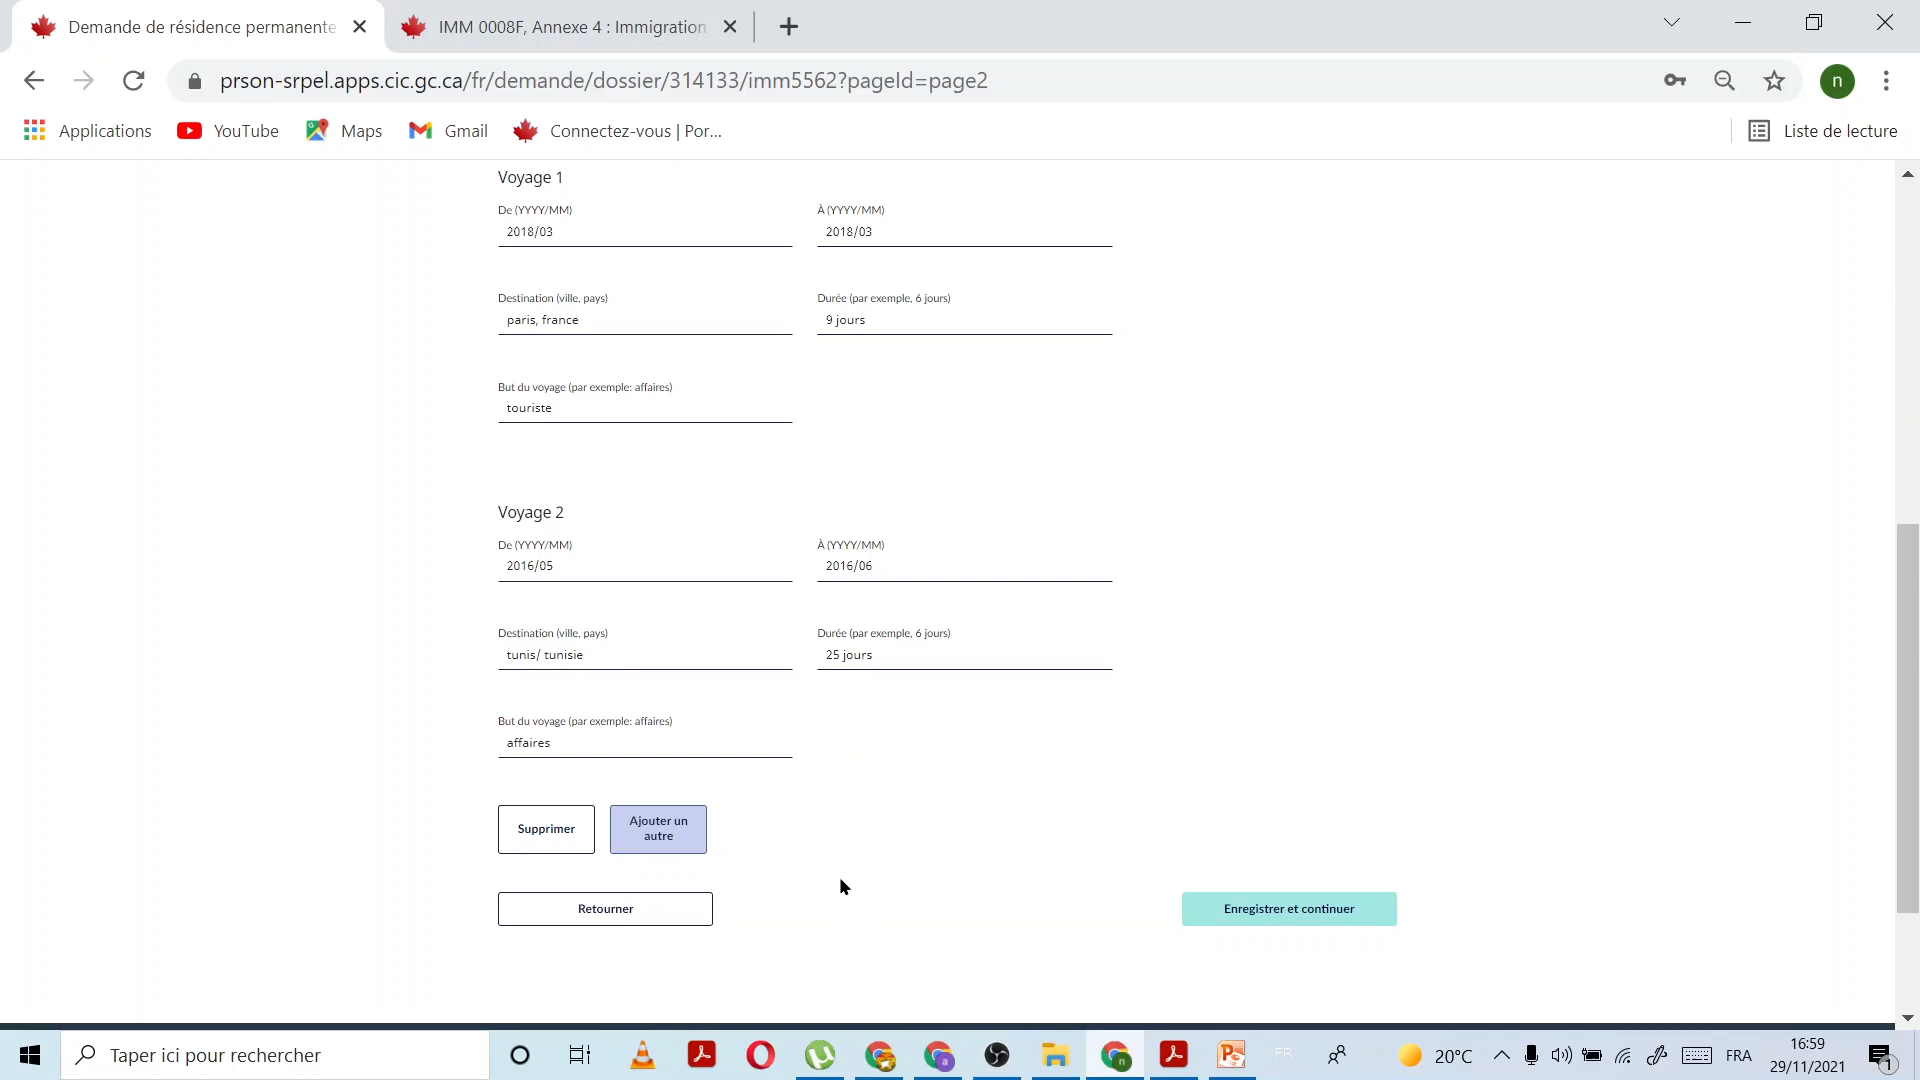 Demande de résidence permanente
IMM 0008F, Annexe 4 : Immigration
prson-srpel.apps.cic.gc.ca/fr/demande/dossier/314133/imm5562?pageId=page2
n
Applications
YouTube
Maps
Gmail
Connectez-vous | Por...
Liste de lecture
Voyage 1
De (YYYY/MM)
À (YYYY/MM)
2018/03
2018/03
Destination (ville, pays)
Durée (par exemple, 6 jours)
paris, france
9 jours
But du voyage (par exemple: affaires)
touriste
Voyage 2
De (YYYY/MM)
À (YYYY/MM)
2016/05
2016/06
Destination (ville, pays)
Durée (par exemple, 6 jours)
tunis/ tunisie
25 jours
But du voyage (par exemple: affaires)
affaires
Supprimer
Ajouter un
autre
Retourner
Enregistrer et continuer
Taper ici pour rechercher
FR
20°C
FRA
16:59
29/11/2021
1